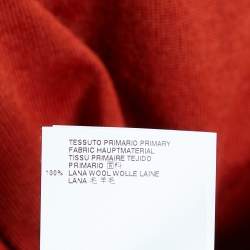 TESSUTO PRIMARIO PRIMARY
FABRIC HAUPTMATERIAL
TISSU PRIMAIRE TEJIDO
PRIMARIO 面料
100% LANA WOOL WOLLE LAINE
LANA 毛 羊毛